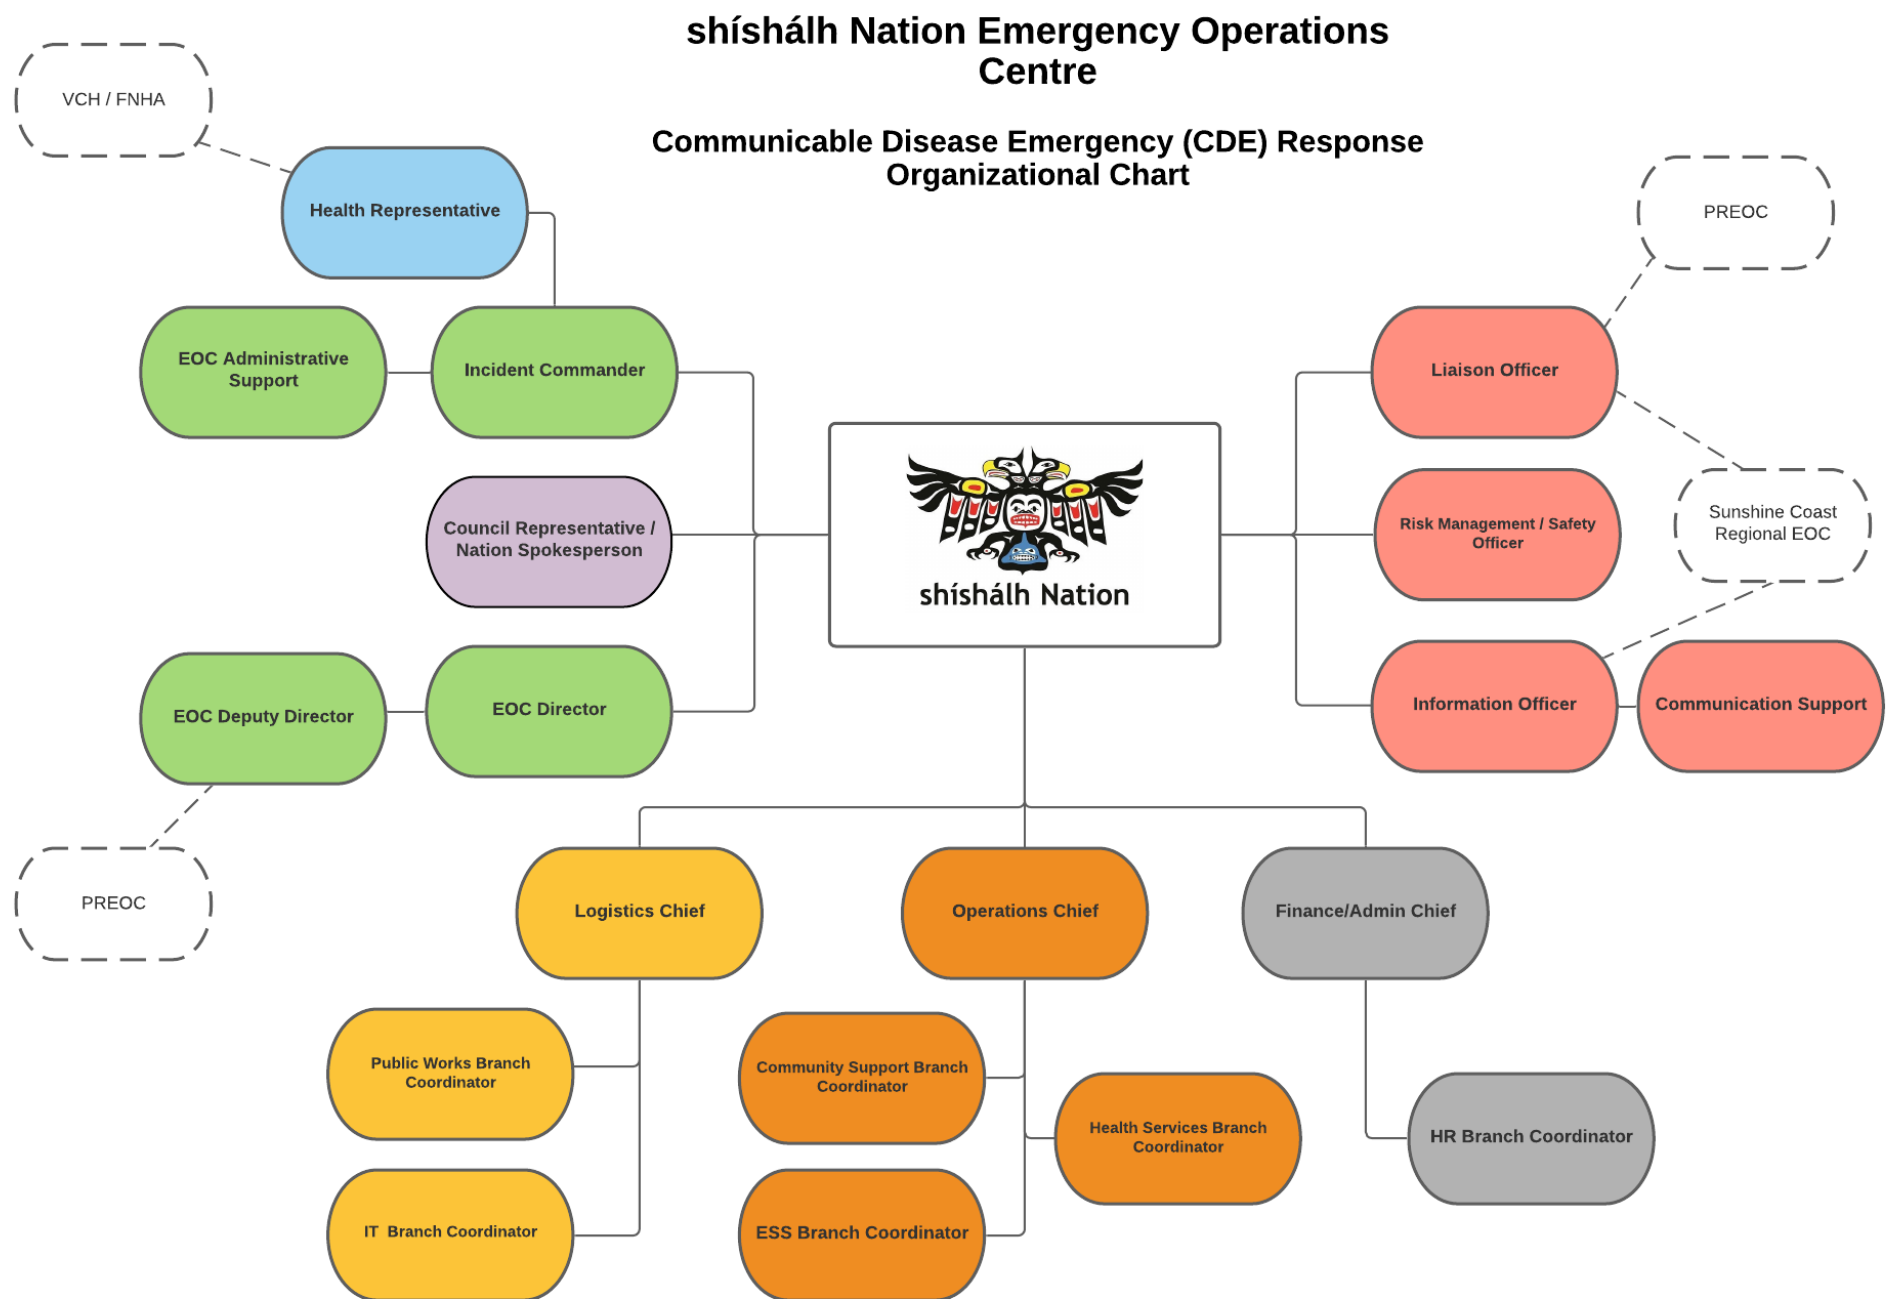 shíshálh Nation Emergency Operations
Centre
Communicable Disease Emergency (CDE) Response
Organizational Chart
VCH / FNHA
Health Representative
PREOC
EOC Administrative
Support
Incident Commander
Liaison Officer
Council Representative /
Nation Spokesperson
shíshálh Nation
Risk Management / Safety
Officer
Sunshine Coast
Regional EOC
EOC Deputy Director
EOC Director
Information Officer
Communication Support
PREOC
Logistics Chief
Operations Chief
Finance/Admin Chief
Public Works Branch
Coordinator
Community Support Branch
Coordinator
Health Services Branch
Coordinator
HR Branch Coordinator
IT  Branch Coordinator
ESS Branch Coordinator